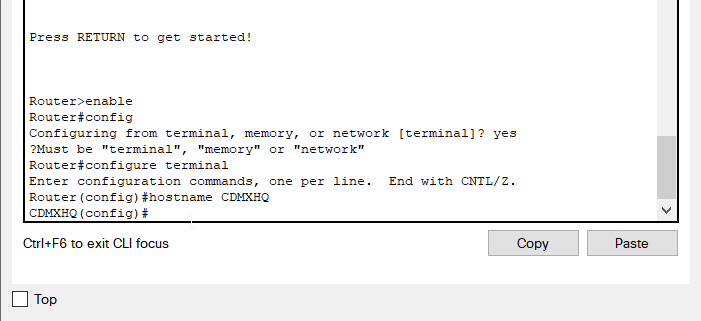 Press RETURN to get started!
Router>enable
Router#config
Configuring from terminal, memory, or network [terminal]? yes
?Must be "terminal", "memory" or "network"
Router#configure terminal
Enter configuration commands, one per line.  End with CNTL/Z.
Router(config)#hostname CDMXHQ
CDMXHQ(config)#
Ctrl+F6 to exit CLI focus
Copy
Paste
Top